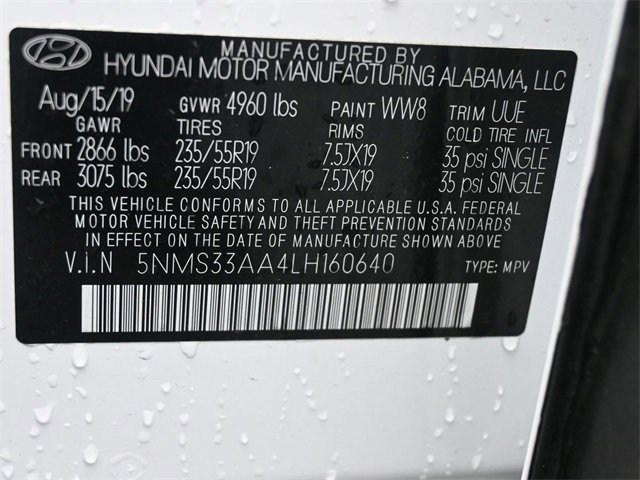 MANUFACTURED BY
HYUNDAI MOTOR MANUFACTURING ALABAMA, LLC
Aug/15/19 GVWR 4960 lbs PAINT WW8 TRIM UUE
GAWR TIRES RIMS COLD TIRE INFL
FRONT 2866 lbs 235/55R19 7.5JX19 35 psi SINGLE
REAR 3075 lbs 235/55R19 7.5JX19 35 psi SINGLE
THIS VEHICLE CONFORMS TO ALL APPLICABLE U.S.A. FEDERAL
MOTOR VEHICLE SAFETY AND THEFT PREVENTION STANDARDS
IN EFFECT ON THE DATE OF MANUFACTURE SHOWN ABOVE
V.i.N 5NMS33AA4LH160640 TYPE: MPV